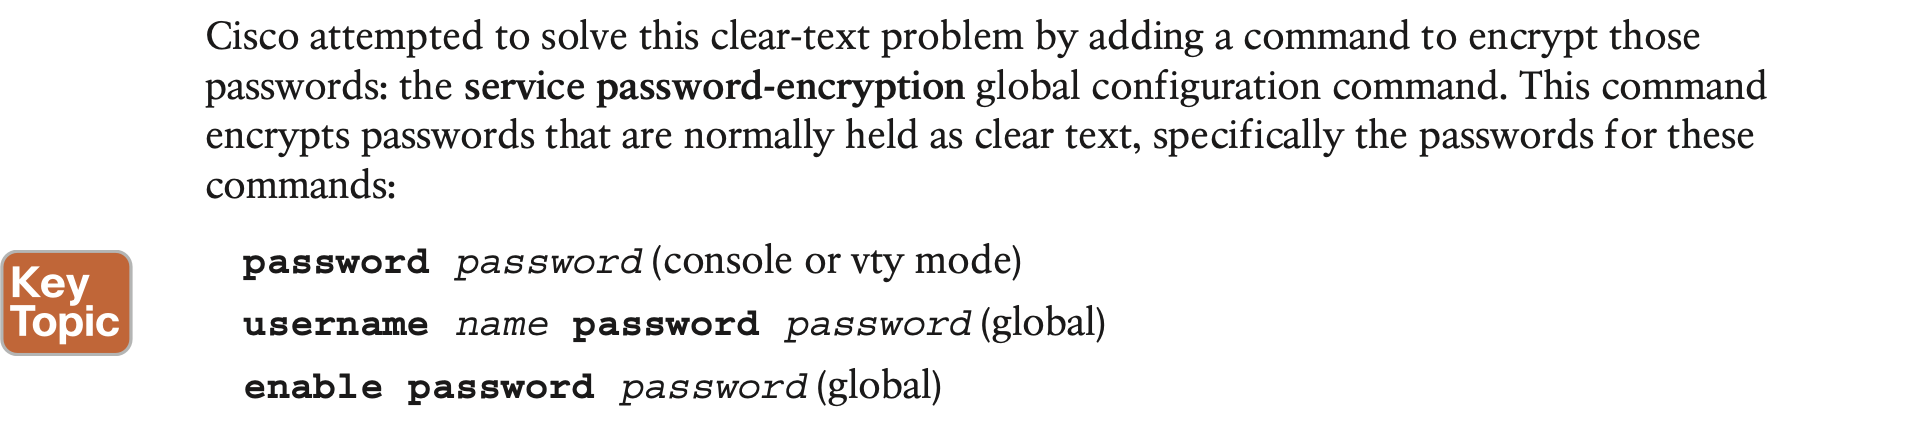 Cisco attempted to solve this clear-text problem by adding a command to encrypt those
passwords: the service password-encryption global configuration command. This command
encrypts passwords that are normally held as clear text, specifically the passwords for these
commands:
password password (console or vty mode)
Key
Topic
username name password password (global)
enable password password (global)